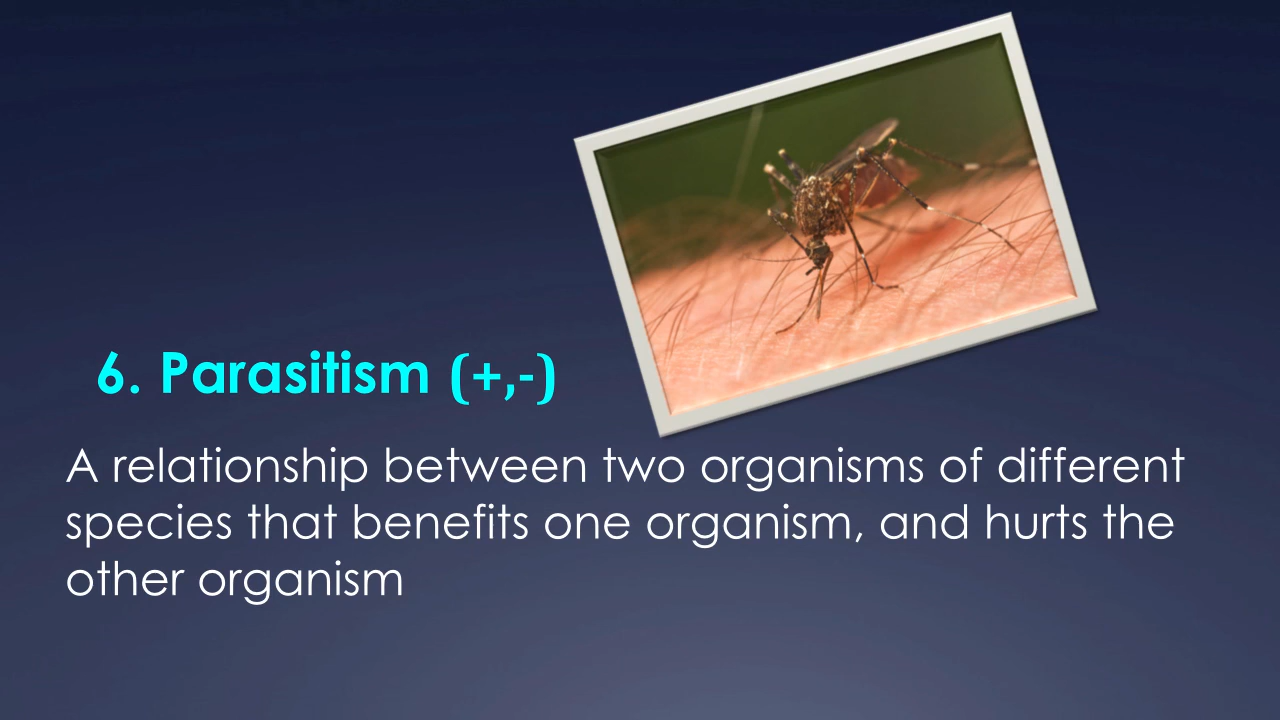 6. Parasitism (+,-)
A relationship between two organisms of different
species that benefits one organism, and hurts the
other organism